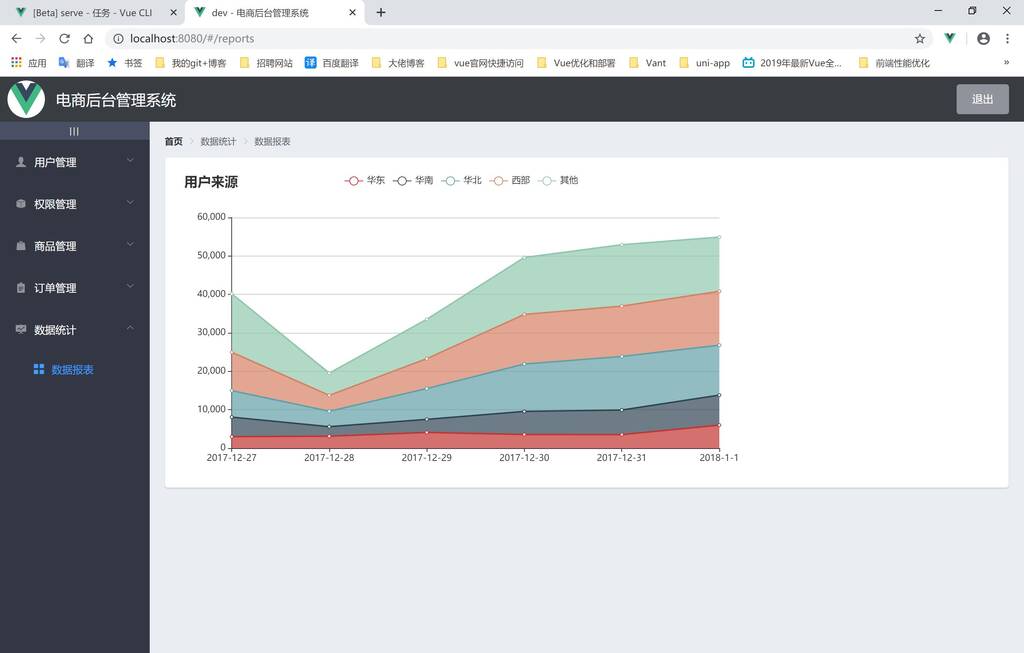 [Beta] serve - 任务 - Vue CLI
dev - 电商后台管理系统
localhost:8080/#/reports
应用 翻译 书签 我的git+博客 招聘网站 译 百度翻译 大佬博客 vue官网快捷访问 Vue优化和部署 Vant uni-app 2019年最新Vue全... 前端性能优化 »
电商后台管理系统
退出
|||
用户管理
权限管理
商品管理
订单管理
数据统计
数据报表
首页 > 数据统计 > 数据报表
用户来源
华东 华南 华北 西部 其他
60,000
50,000
40,000
30,000
20,000
10,000
0
2017-12-27 2017-12-28 2017-12-29 2017-12-30 2017-12-31 2018-1-1